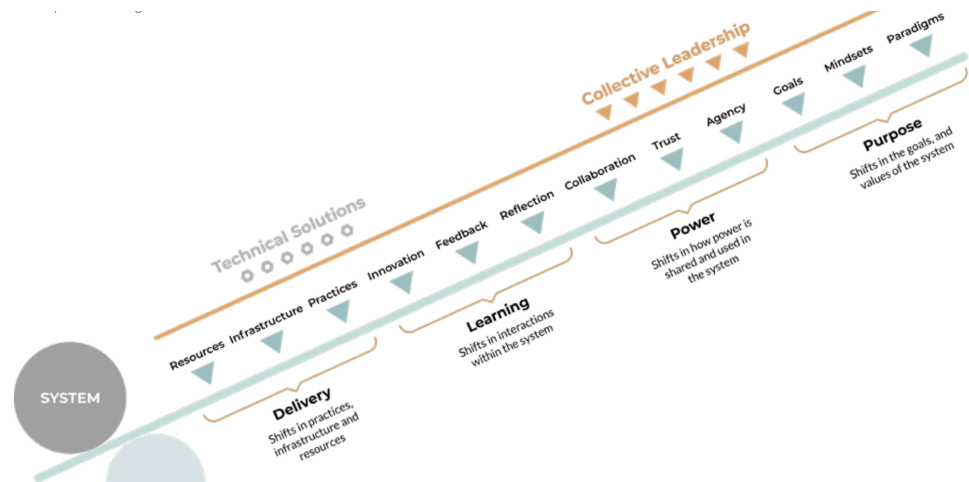 Collective Leadership
Technical Solutions
Resources
Infrastructure
Practices
Innovation
Feedback
Reflection
Collaboration
Trust
Agency
Goals
Mindsets
Paradigms
SYSTEM
Delivery
Shifts in practices,
infrastructure and
resources
Learning
Shifts in interactions
within the system
Power
Shifts in how power is
shared and used in
the system
Purpose
Shifts in the goals, and
values of the system